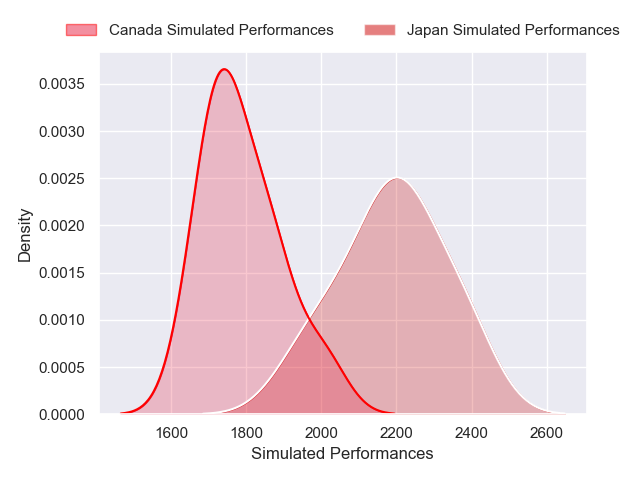 Canada Simulated Performances
Japan Simulated Performances
0.0035
0.0030
0.0025
0.0020
0.0015
0.0010
0.0005
0.0000
Density
1600 1800 2000 2200 2400 2600
Simulated Performances